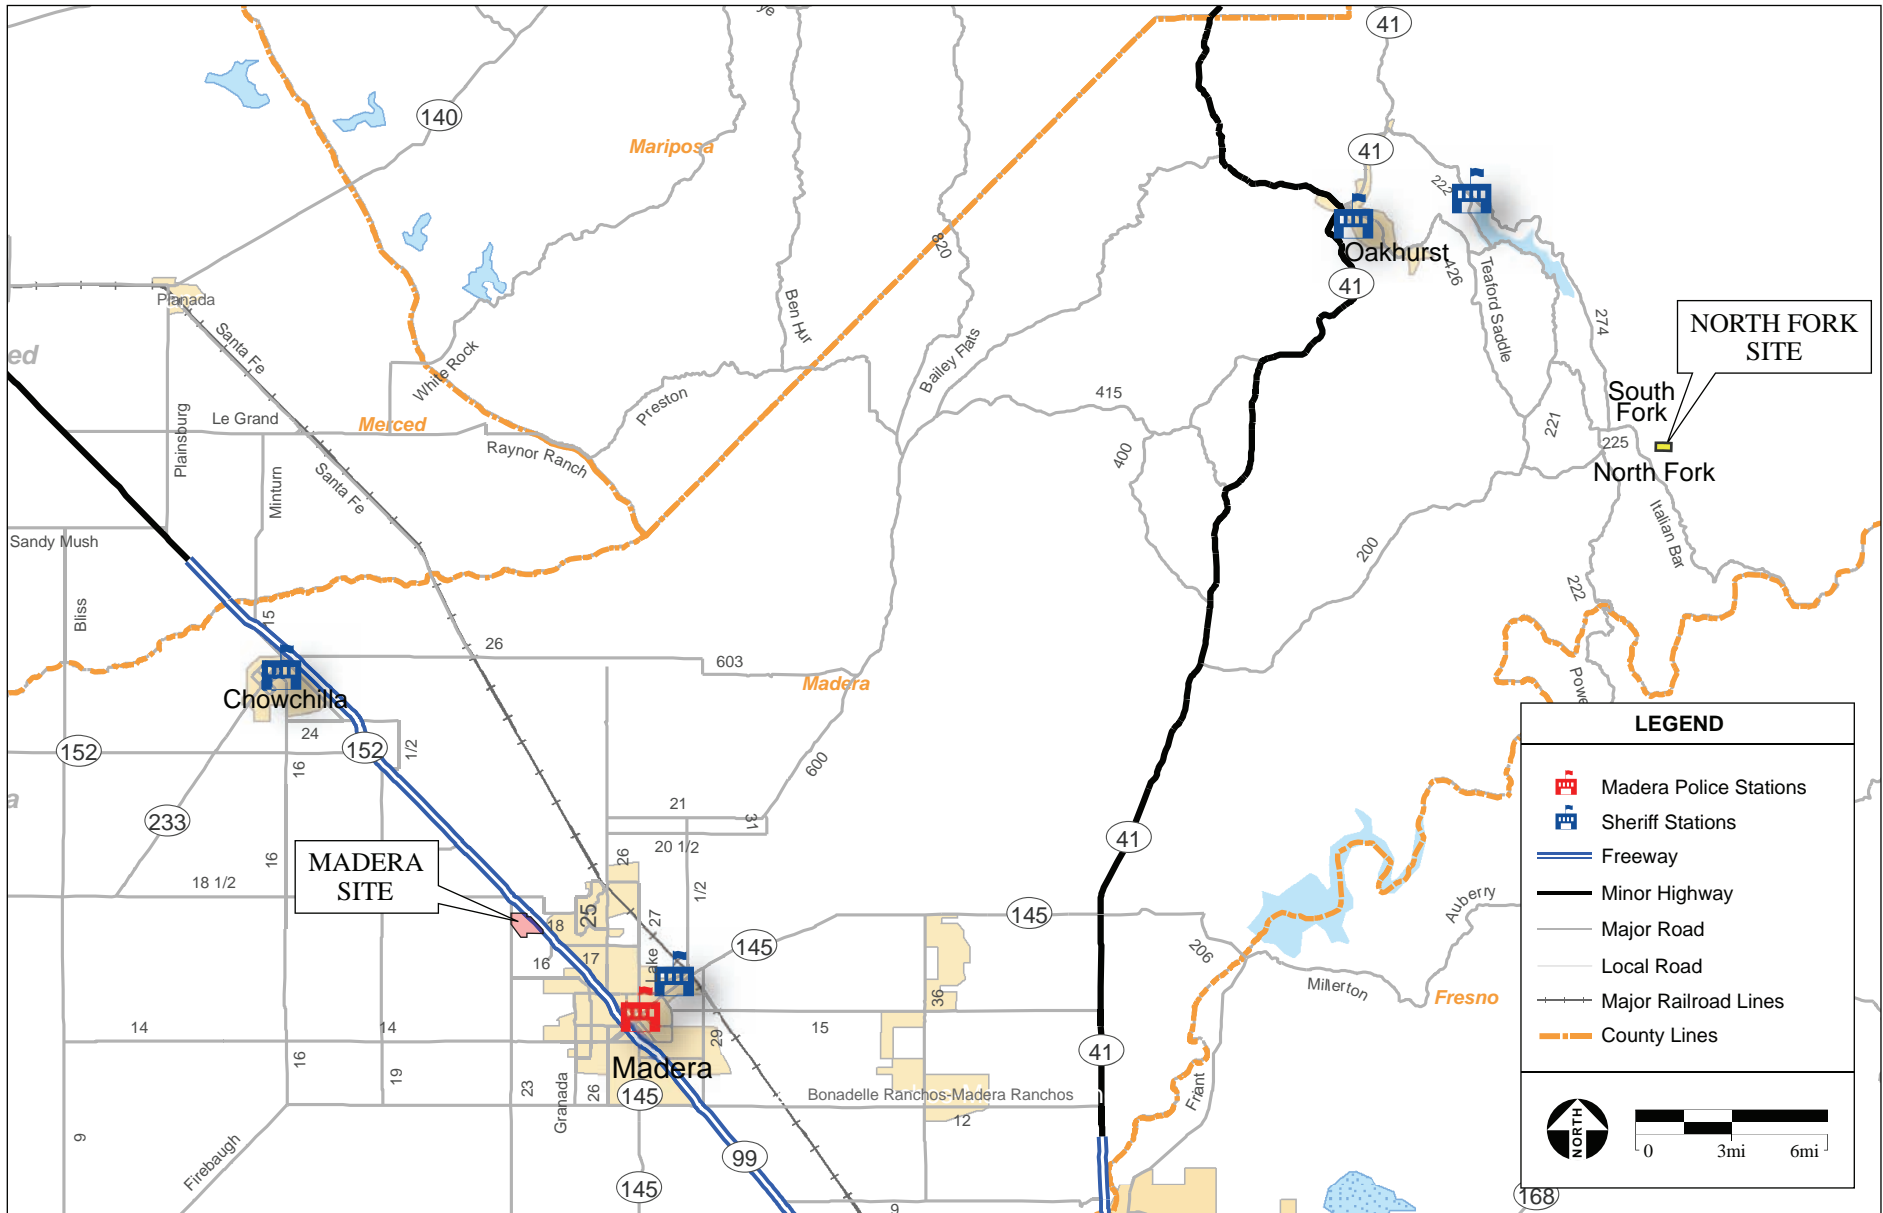 ye
41
140
Mariposa
41
222
820
Oakhurst
426
Teaford Saddle
41
274
Planada
Santa Fe
Ben Hur
NORTH FORK
SITE
ed
White Rock
Bailey Flats
Preston
415
South
Fork
Plainsburg
Le Grand
Merced
Raynor Ranch
400
221
225
North Fork
Minturn
Santa Fe
Italian Bar
Sandy Mush
200
222
Bliss
15
26
603
Madera
Chowchilla
Powe
24
152
152
1/2
16
600
a
233
21
31
20 1/2
16
26
MADERA
SITE
18 1/2
1/2
25
27
18
145
145
Lake
17
16
206
Auberry
Millerton
Fresno
36
14
14
15
29
41
41
16
19
23
Granada
26
Madera
145
Bonadelle Ranchos-Madera Ranchos
12
Friant
9
Firebaugh
99
145
9
168
LEGEND
Madera Police Stations
Sheriff Stations
Freeway
Minor Highway
Major Road
Local Road
Major Railroad Lines
County Lines
NORTH
0 3mi 6mi